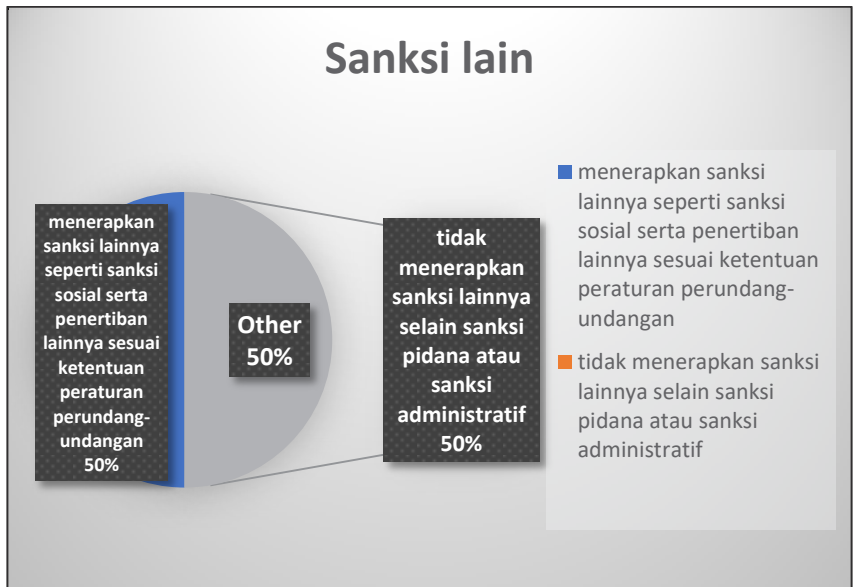 Sanksi lain
menerapkan
sanksi lainnya
seperti sanksi
sosial serta
penertiban
lainnya sesuai
ketentuan
peraturan
perundang-
undangan
50%
Other
50%
tidak
menerapkan
sanksi lainnya
selain sanksi
pidana atau
sanksi
administratif
50%
menerapkan sanksi
lainnya seperti sanksi
sosial serta penertiban
lainnya sesuai ketentuan
peraturan perundang-
undangan
tidak menerapkan sanksi
lainnya selain sanksi
pidana atau sanksi
administratif